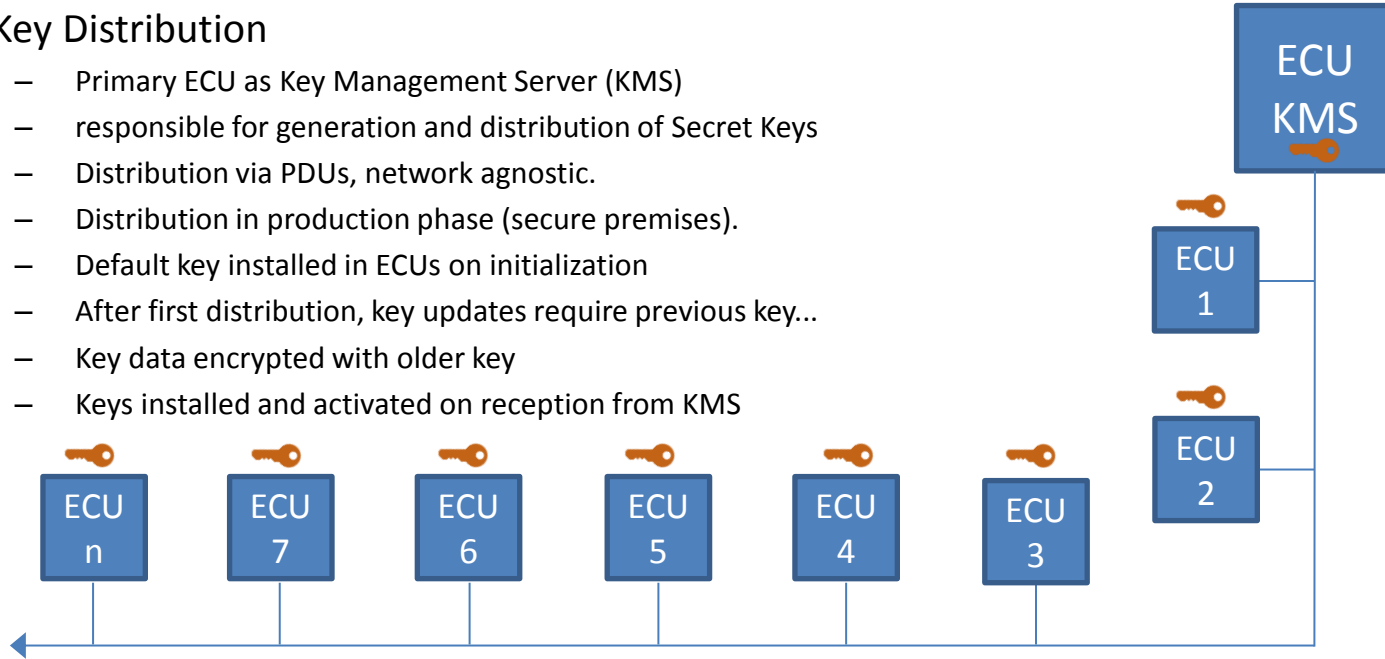 Key Distribution
– Primary ECU as Key Management Server (KMS)
– responsible for generation and distribution of Secret Keys
– Distribution via PDUs, network agnostic.
– Distribution in production phase (secure premises).
– Default key installed in ECUs on initialization
– After first distribution, key updates require previous key...
– Key data encrypted with older key
– Keys installed and activated on reception from KMS
ECU
KMS
ECU
1
ECU
2
ECU
n
ECU
7
ECU
6
ECU
5
ECU
4
ECU
3